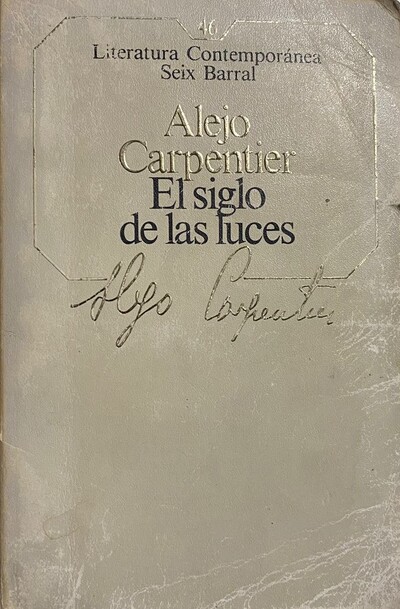 46
Literatura Contemporánea
Seix Barral
Alejo
Carpentier
El siglo
de las luces
Alejo Carpentier